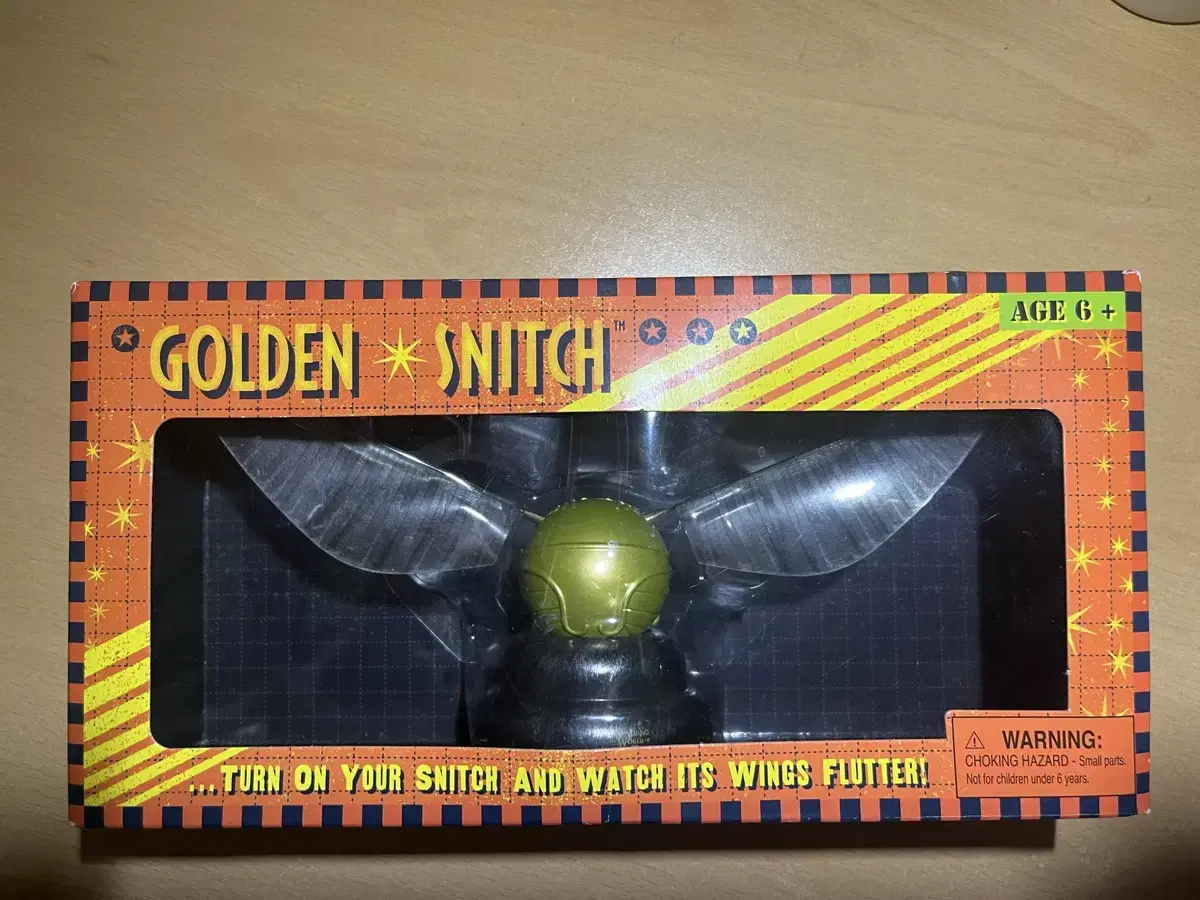 GOLDEN SNITCH™
AGE 6 +
...TURN ON YOUR SNITCH AND WATCH ITS WINGS FLUTTER!
WARNING:
CHOKING HAZARD - Small parts.
Not for children under 6 years.